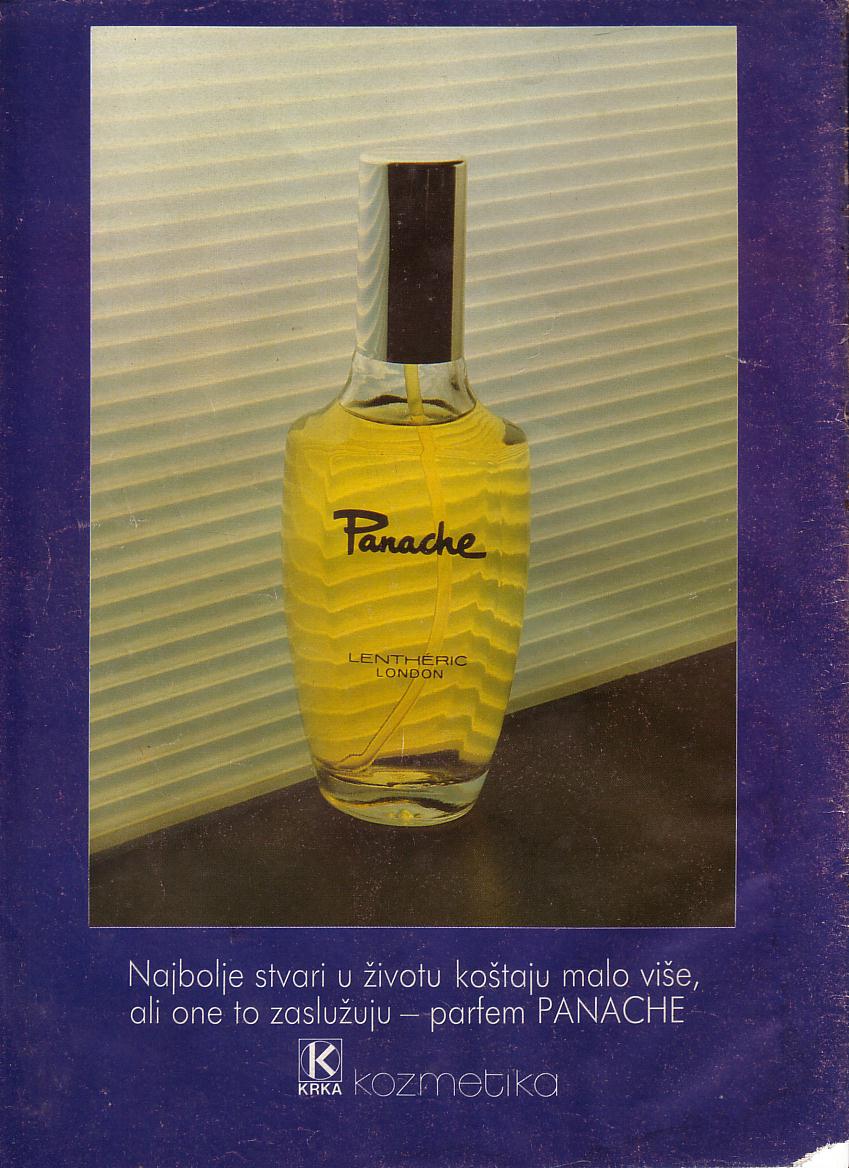 Panache
LENTHÉRIC
LONDON
Najbolje stvari u životu koštaju malo više,
ali one to zaslužuju – parfem PANACHE
K
KRKA kozmetika